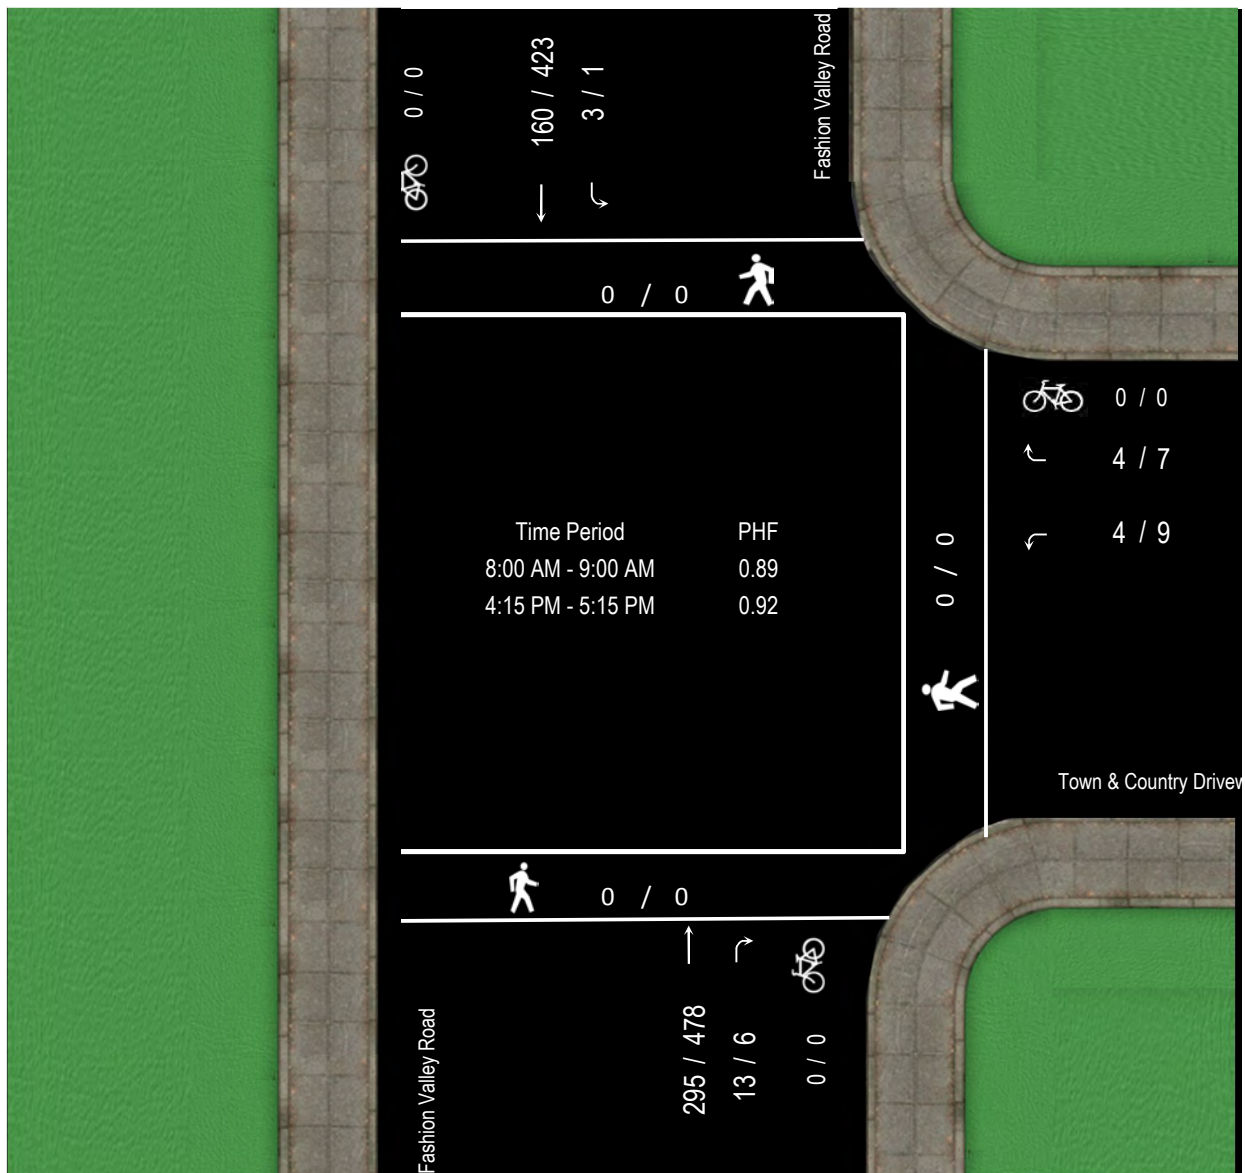 0 / 0
160 / 423
3 / 1
Fashion Valley Road
0 / 0
0 / 0
4 / 7
4 / 9
Time Period PHF
8:00 AM - 9:00 AM 0.89
4:15 PM - 5:15 PM 0.92
0 / 0
Town & Country Drivew
0 / 0
Fashion Valley Road
295 / 478
13 / 6
0 / 0